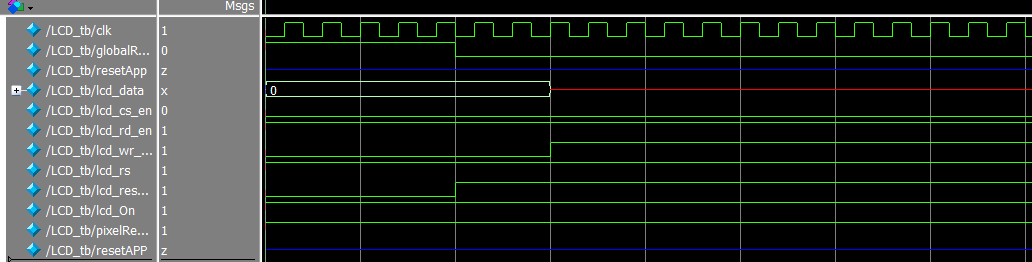 Msgs
/LCD_tb/clk 1
/LCD_tb/globalR... 0
/LCD_tb/resetApp z
/LCD_tb/lcd_data x 0
/LCD_tb/lcd_cs_en 0
/LCD_tb/lcd_rd_en 1
/LCD_tb/lcd_wr_... 1
/LCD_tb/lcd_rs 1
/LCD_tb/lcd_res... 1
/LCD_tb/lcd_On 1
/LCD_tb/pixelRe... 1
/LCD_tb/resetAPP z